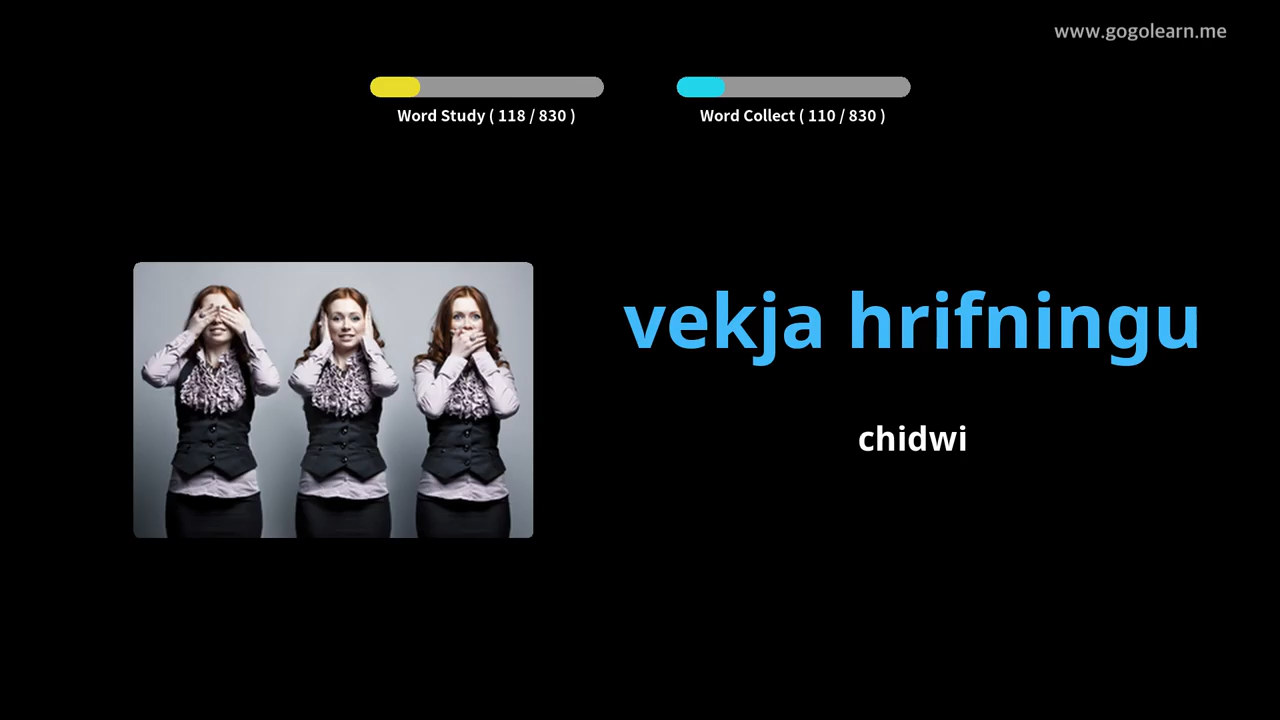 www.gogolearn.me
Word Study ( 118 / 830 )
Word Collect ( 110 / 830 )
vekja hrifningu
chidwi